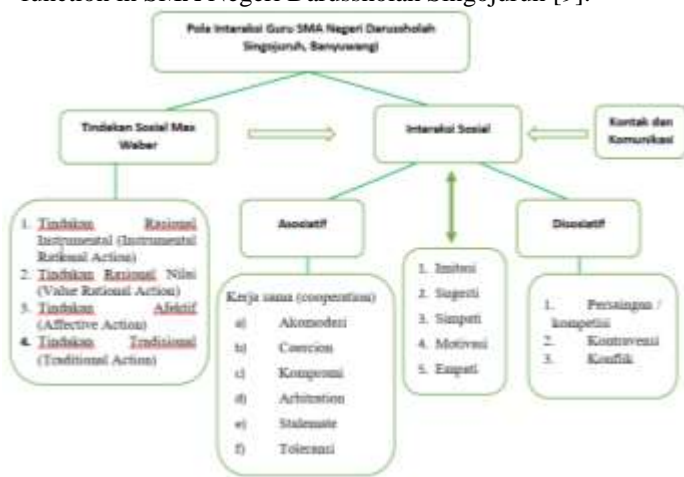 function in SMA Negeri Darussholah Singojuruh [9].
Pola Interaksi Guru SMA Negeri Darussholah
Singojuruh, Banyuwangi
Tindakan Sosial Max
Weber
Interaksi Sosial
Kontak dan
Komunikasi
1. Tindakan Rasional
Instrumental (Instrumental
Rational Action)
2. Tindakan Rasional Nilai
(Value Rational Action)
3. Tindakan Afektif
(Affective Action)
4. Tindakan Tradisional
(Traditional Action)
Asosiatif
Kerja sama (cooperation)
a) Akomodasi
b) Coercion
c) Kompromi
d) Arbitration
e) Stalemate
f) Toleransi
1. Imitasi
2. Sugesti
3. Simpati
4. Motivasi
5. Empati
Disosiatif
1. Persaingan /
kompetisi
2. Kontravensi
3. Konflik